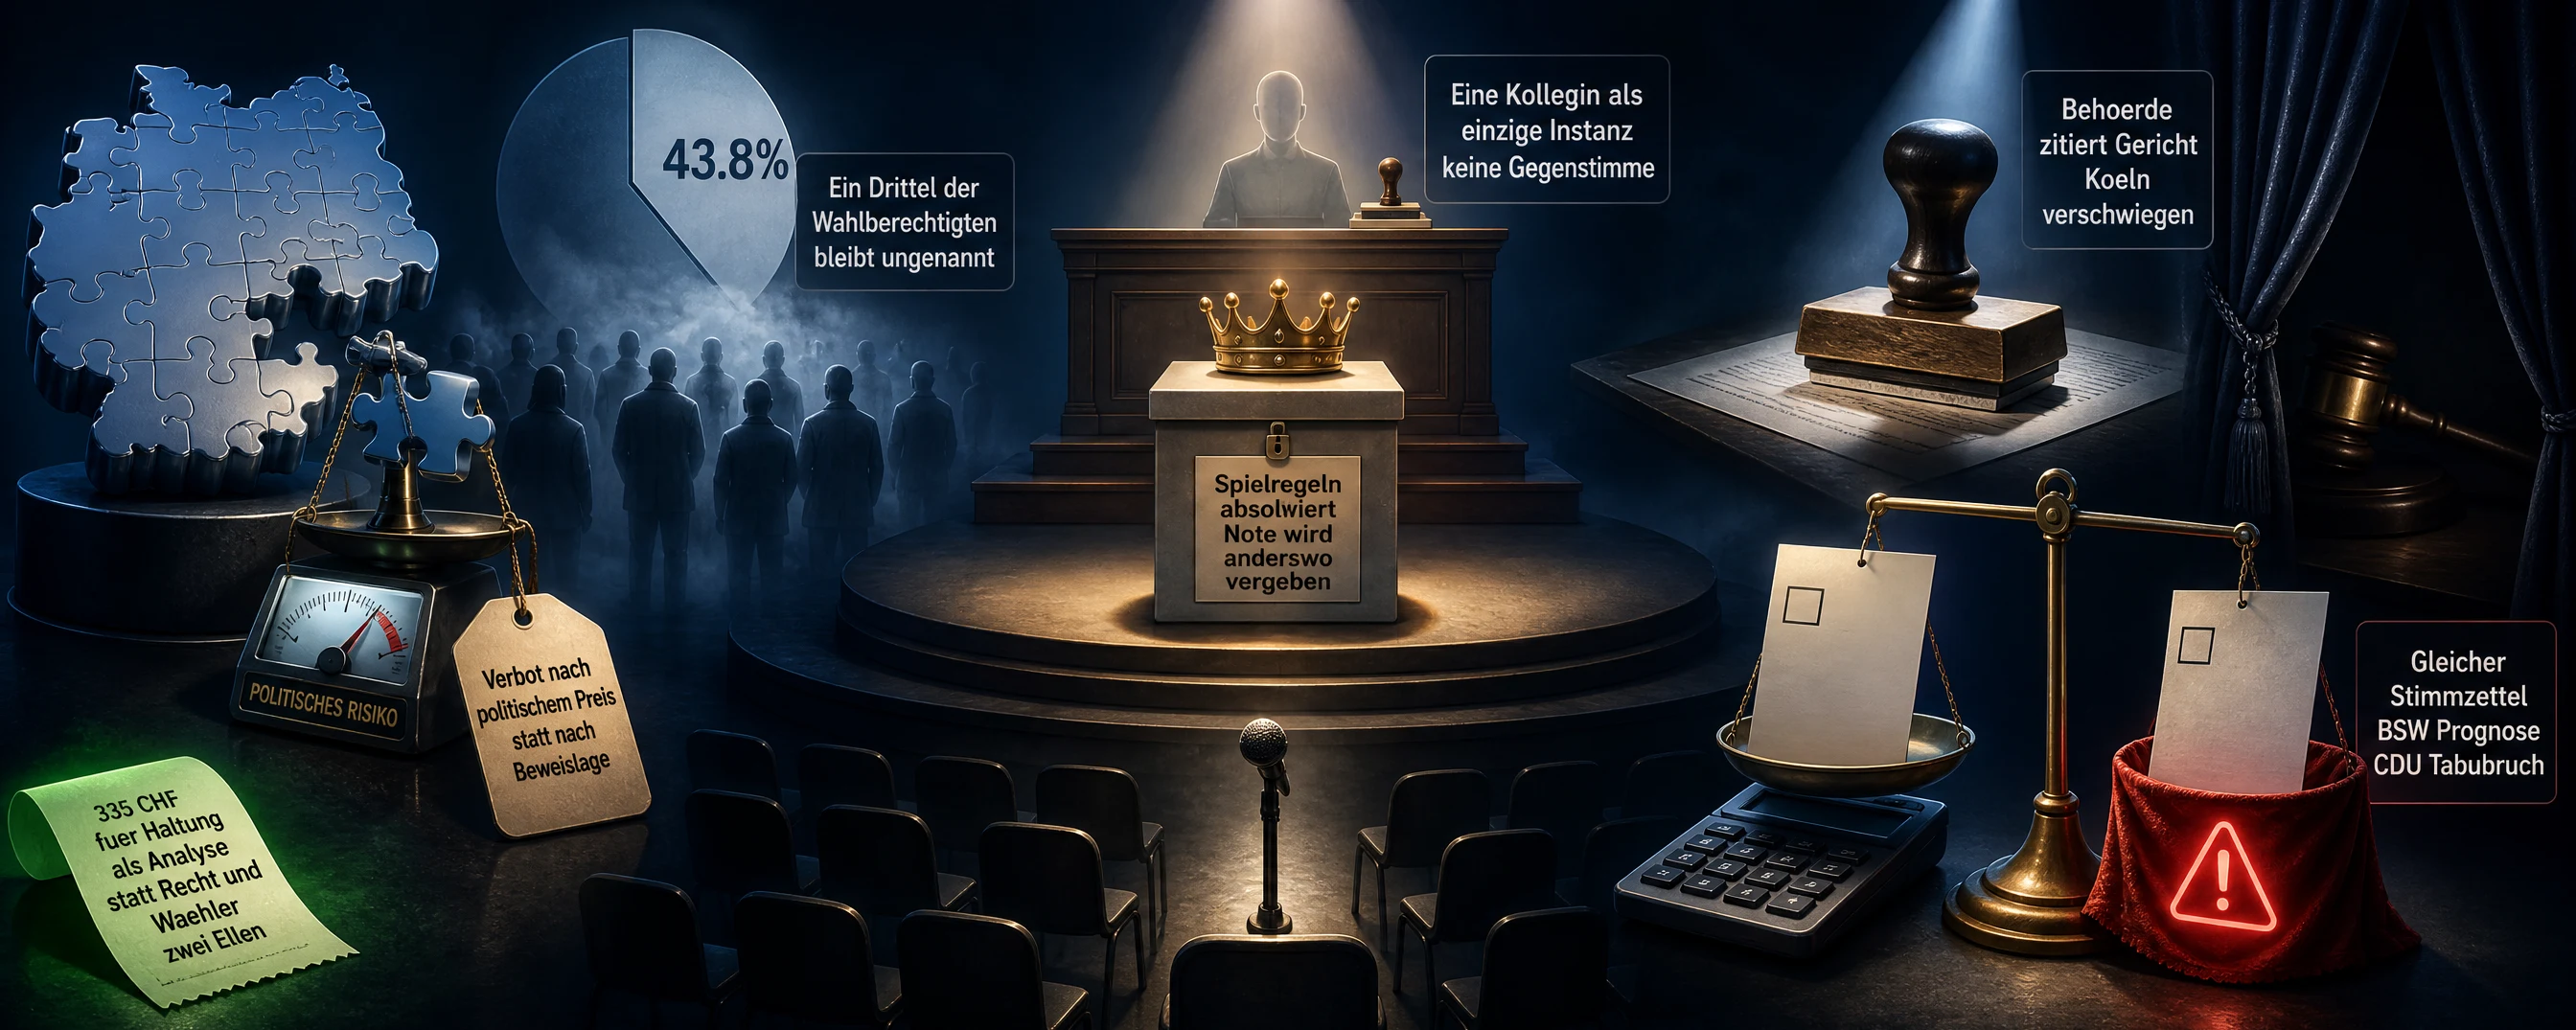 43.8%
Ein Drittel der
Wahlberechtigten
bleibt ungenannt
Eine Kollegin als
einzige Instanz
keine Gegenstimme
Behoerde
zitiert Gericht
Koeln
verschwiegen
Spielregeln
absolwiert
Note wird
anderswo
vergeben
POLITISCHES RISIKO
Verbot nach
politischem Preis
statt nach
Beweislage
335 CHF
fuer Haltung
als Analyse
statt Recht und
Waehler
zwei Ellen
Gleicher
Stimmzettel
BSW Prognose
CDU Tabubruch